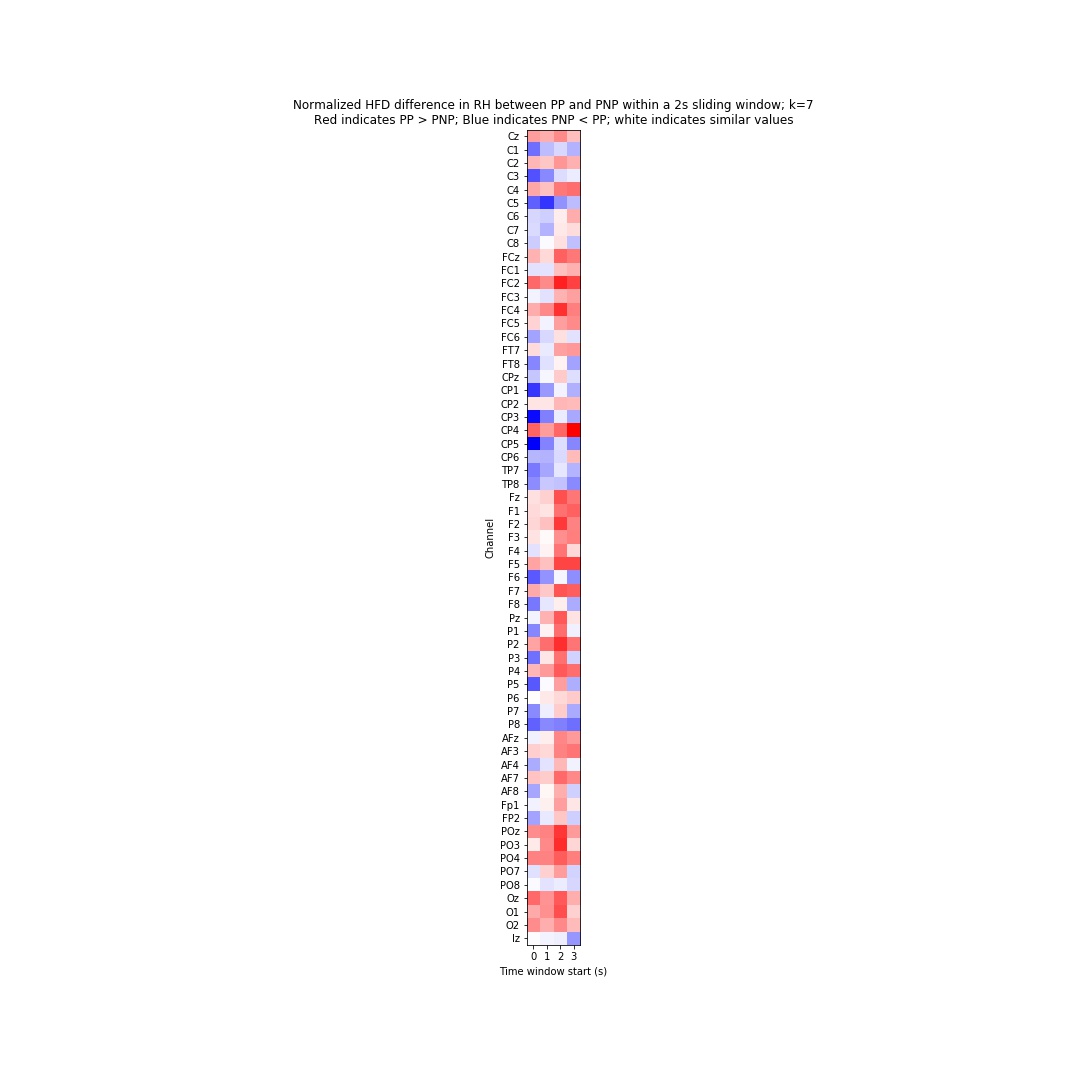 Normalized HFD difference in RH between PP and PNP within a 2s sliding window; k=7
Red indicates PP > PNP; Blue indicates PNP < PP; white indicates similar values
Cz
C1
C2
C3
C4
C5
C6
C7
C8
FCz
FC1
FC2
FC3
FC4
FC5
FC6
FT7
FT8
CPz
CP1
CP2
CP3
CP4
CP5
CP6
TP7
TP8
Fz
F1
F2
F3
F4
F5
F6
F7
F8
Pz
P1
P2
P3
P4
P5
P6
P7
P8
AFz
AF3
AF4
AF7
AF8
Fp1
FP2
POz
PO3
PO4
PO7
PO8
Oz
O1
O2
Iz
Channel
0 1 2 3
Time window start (s)